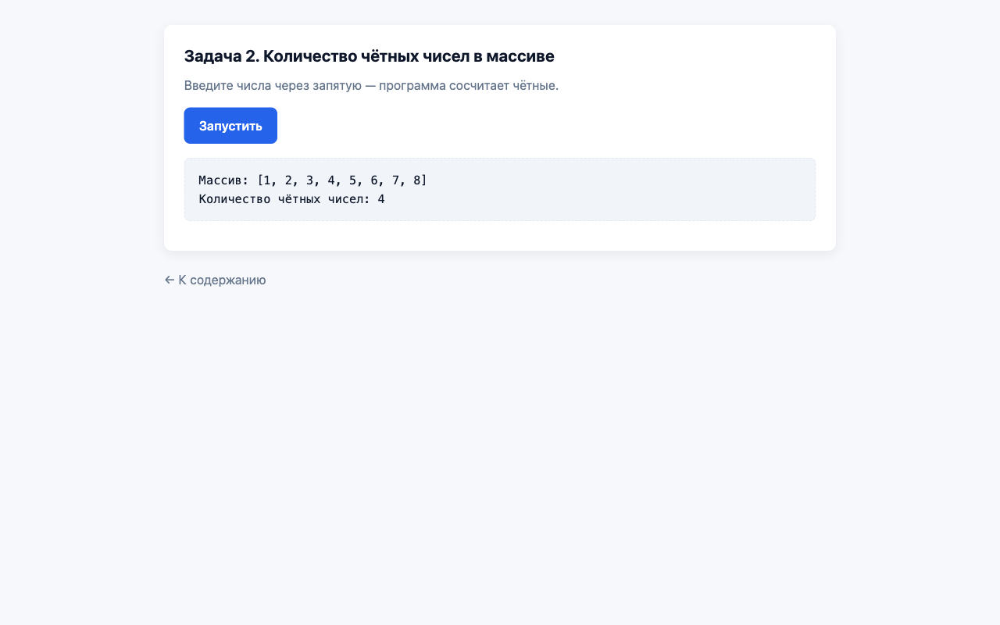 Задача 2. Количество чётных чисел в массиве
Введите числа через запятую — программа сосчитает чётные.
Запустить
Массив: [1, 2, 3, 4, 5, 6, 7, 8]
Количество чётных чисел: 4
← К содержанию